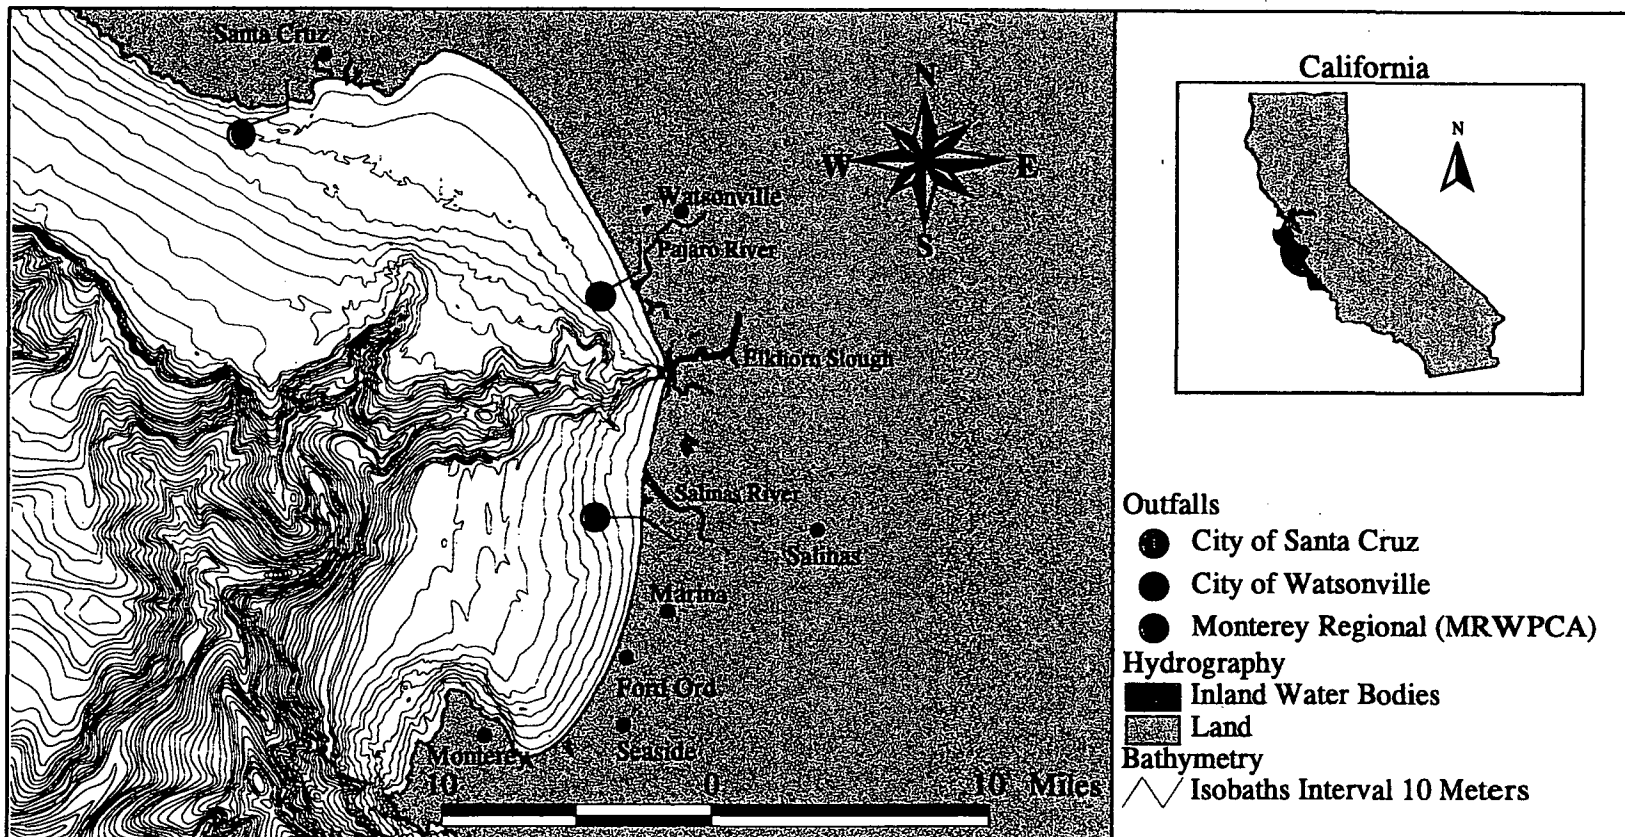 Santa Cruz
N
W
E
S
Watsonville
Pajaro River
Elkhorn Slough
Salinas River
Salinas
Marina
Ford Ord
Seaside
Monterey
10 0 10 Miles
California
N
Outfalls
City of Santa Cruz
City of Watsonville
Monterey Regional (MRWPCA)
Hydrography
Inland Water Bodies
Land
Bathymetry
Isobaths Interval 10 Meters